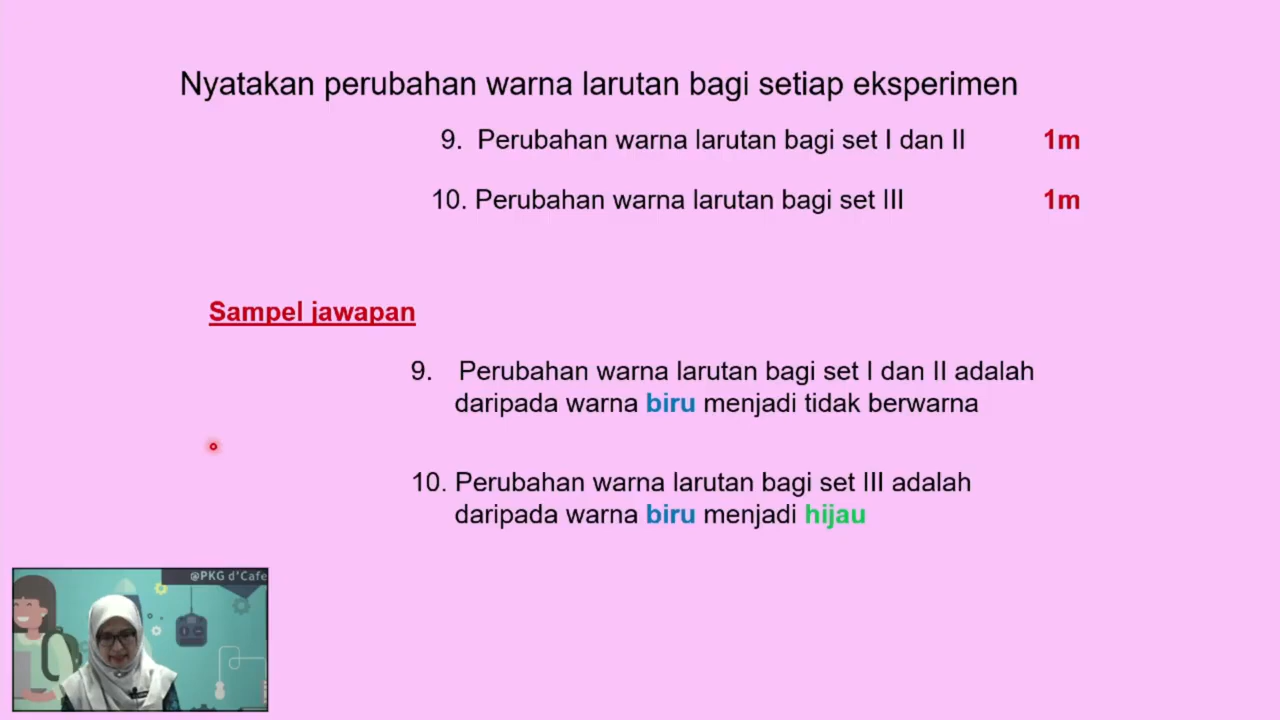 Nyatakan perubahan warna larutan bagi setiap eksperimen
9. Perubahan warna larutan bagi set I dan II 1m
10. Perubahan warna larutan bagi set III 1m
Sampel jawapan
9. Perubahan warna larutan bagi set I dan II adalah
daripada warna biru menjadi tidak berwarna
10. Perubahan warna larutan bagi set III adalah
daripada warna biru menjadi hijau
@PKG d'Cafe